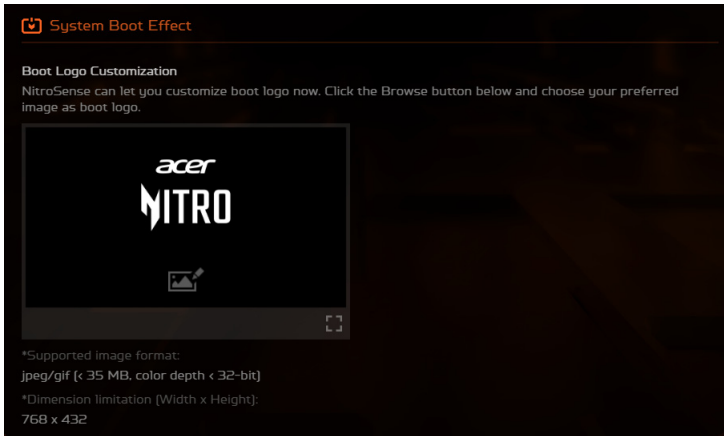 System Boot Effect
Boot Logo Customization
NitroSense can let you customize boot logo now. Click the Browse button below and choose your preferred
image as boot logo.
acer
NITRO
*Supported image format:
jpeg/gif (< 35 MB, color depth < 32-bit)
*Dimension limitation (Width x Height):
768 x 432